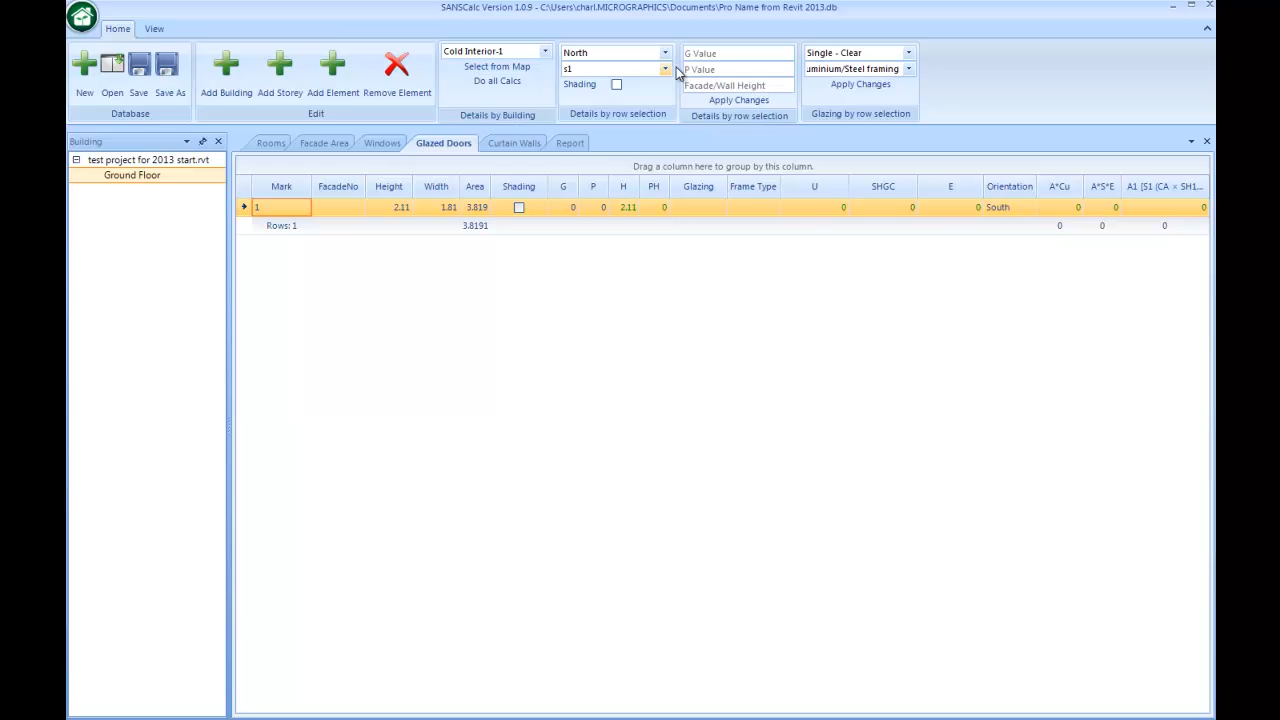 SANSCalc Version 1.0.9 - C:\Users\charl.MICROGRAPHICS\Documents\Pro Name from Revit 2013.db
Home View
New Open Save Save As
Database
Add Building Add Storey Add Element Remove Element
Edit
Cold Interior-1
Select from Map
Do all Calcs
Details by Building
North
s1
Shading
Details by row selection
G Value
P Value
Facade/Wall Height
Apply Changes
Details by row selection
Single - Clear
uminium/Steel framing
Apply Changes
Glazing by row selection
Building
test project for 2013 start.rvt
Ground Floor
Rooms Facade Area Windows Glazed Doors Curtain Walls Report
Drag a column here to group by this column.
Mark FacadeNo Height Width Area Shading G P H PH Glazing Frame Type U SHGC E Orientation A*Cu A*S*E A1 [S1 (CA × SH1...
1 2.11 1.81 3.819 0 0 2.11 0 0 0 0 South 0 0 0
Rows: 1 3.8191 0 0 0